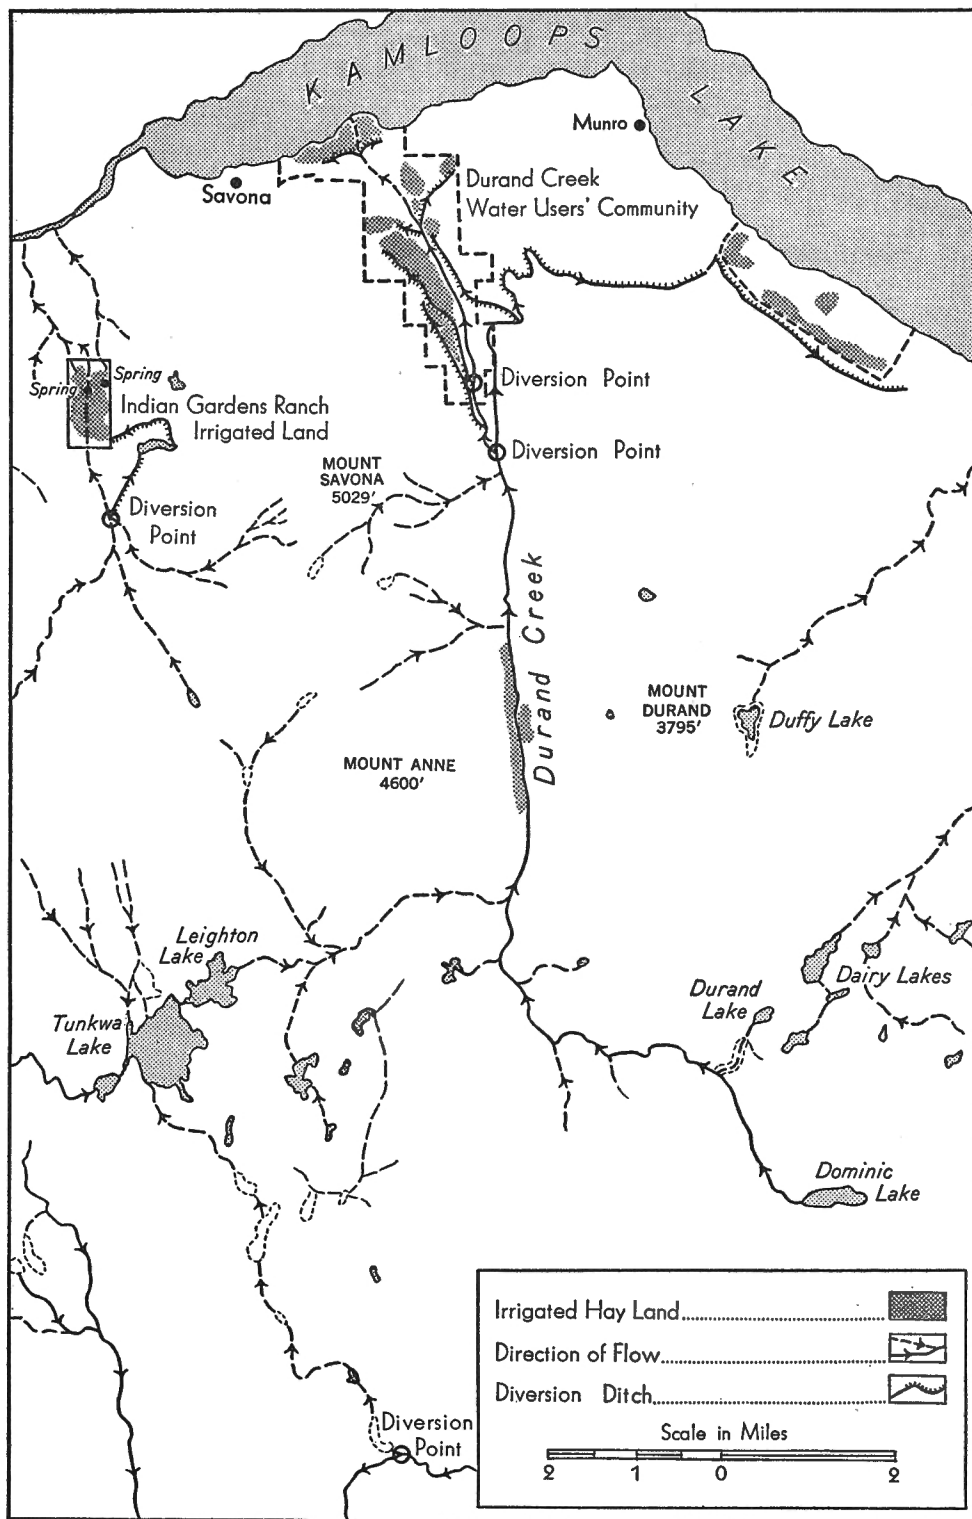 KAMLOOPS LAKE
Munro
Savona
Durand Creek
Water Users' Community
Spring
Spring
Indian Gardens Ranch
Irrigated Land
Diversion Point
Diversion Point
MOUNT
SAVONA
5029'
Diversion
Point
Durand Creek
MOUNT
DURAND
3795'
Duffy Lake
MOUNT ANNE
4600'
Leighton
Lake
Tunkwa
Lake
Durand
Lake
Dairy Lakes
Dominic
Lake
Diversion
Point
Irrigated Hay Land
Direction of Flow
Diversion Ditch
Scale in Miles
2 1 0 2